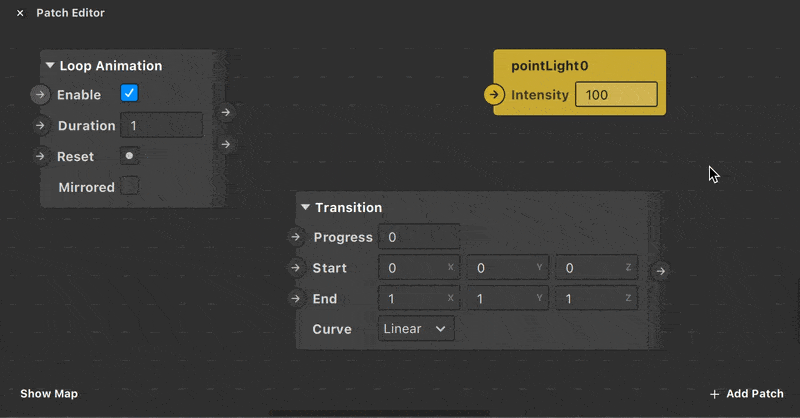 × Patch Editor
Loop Animation
Enable
Duration 1
Reset
Mirrored
pointLight0
Intensity 100
Transition
Progress 0
Start 0 X 0 Y 0 Z
End 1 X 1 Y 1 Z
Curve Linear
Show Map
+ Add Patch